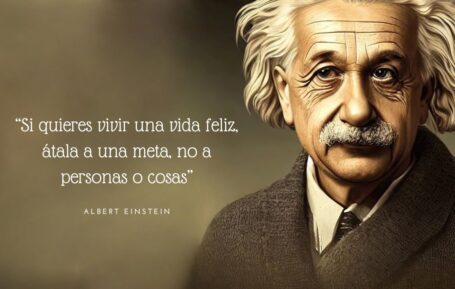 “Si quieres vivir una vida feliz,
átala a una meta, no a
personas o cosas”
ALBERT EINSTEIN